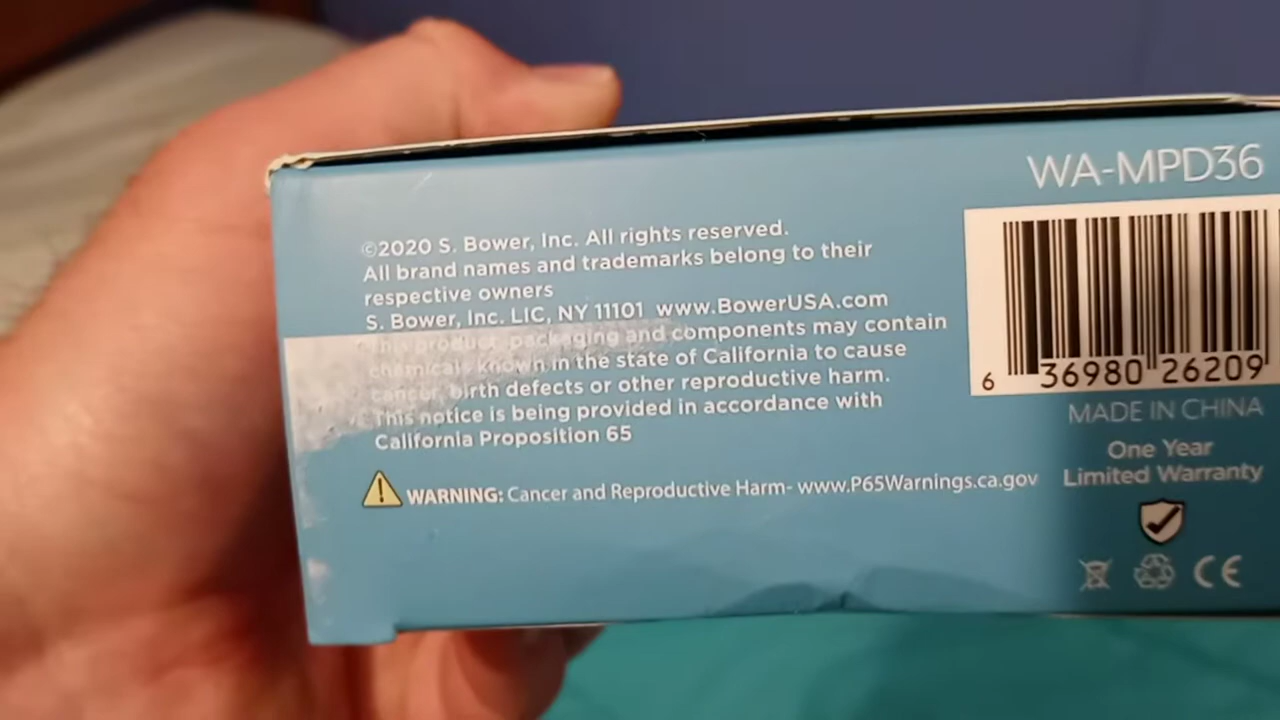 ©2020 S. Bower, Inc. All rights reserved.
All brand names and trademarks belong to their
respective owners
S. Bower, Inc. LIC, NY 11101 www.BowerUSA.com
This product, packaging and components may contain
chemicals known in the state of California to cause
cancer, birth defects or other reproductive harm.
This notice is being provided in accordance with
California Proposition 65
WARNING: Cancer and Reproductive Harm- www.P65Warnings.ca.gov
WA-MPD36
6 36980 26209
MADE IN CHINA
One Year
Limited Warranty
CE